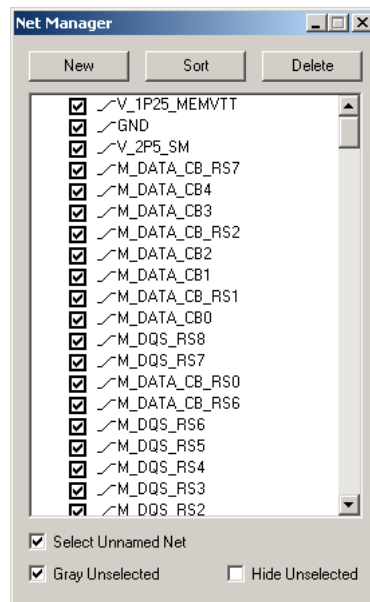 Net Manager
New Sort Delete
V_1P25_MEMVTT
GND
V_2P5_SM
M_DATA_CB_RS7
M_DATA_CB4
M_DATA_CB3
M_DATA_CB_RS2
M_DATA_CB2
M_DATA_CB1
M_DATA_CB_RS1
M_DATA_CB0
M_DQS_RS8
M_DQS_RS7
M_DATA_CB_RS0
M_DATA_CB_RS6
M_DQS_RS6
M_DQS_RS5
M_DQS_RS4
M_DQS_RS3
M_DQS_RS2
Select Unnamed Net
Gray Unselected Hide Unselected